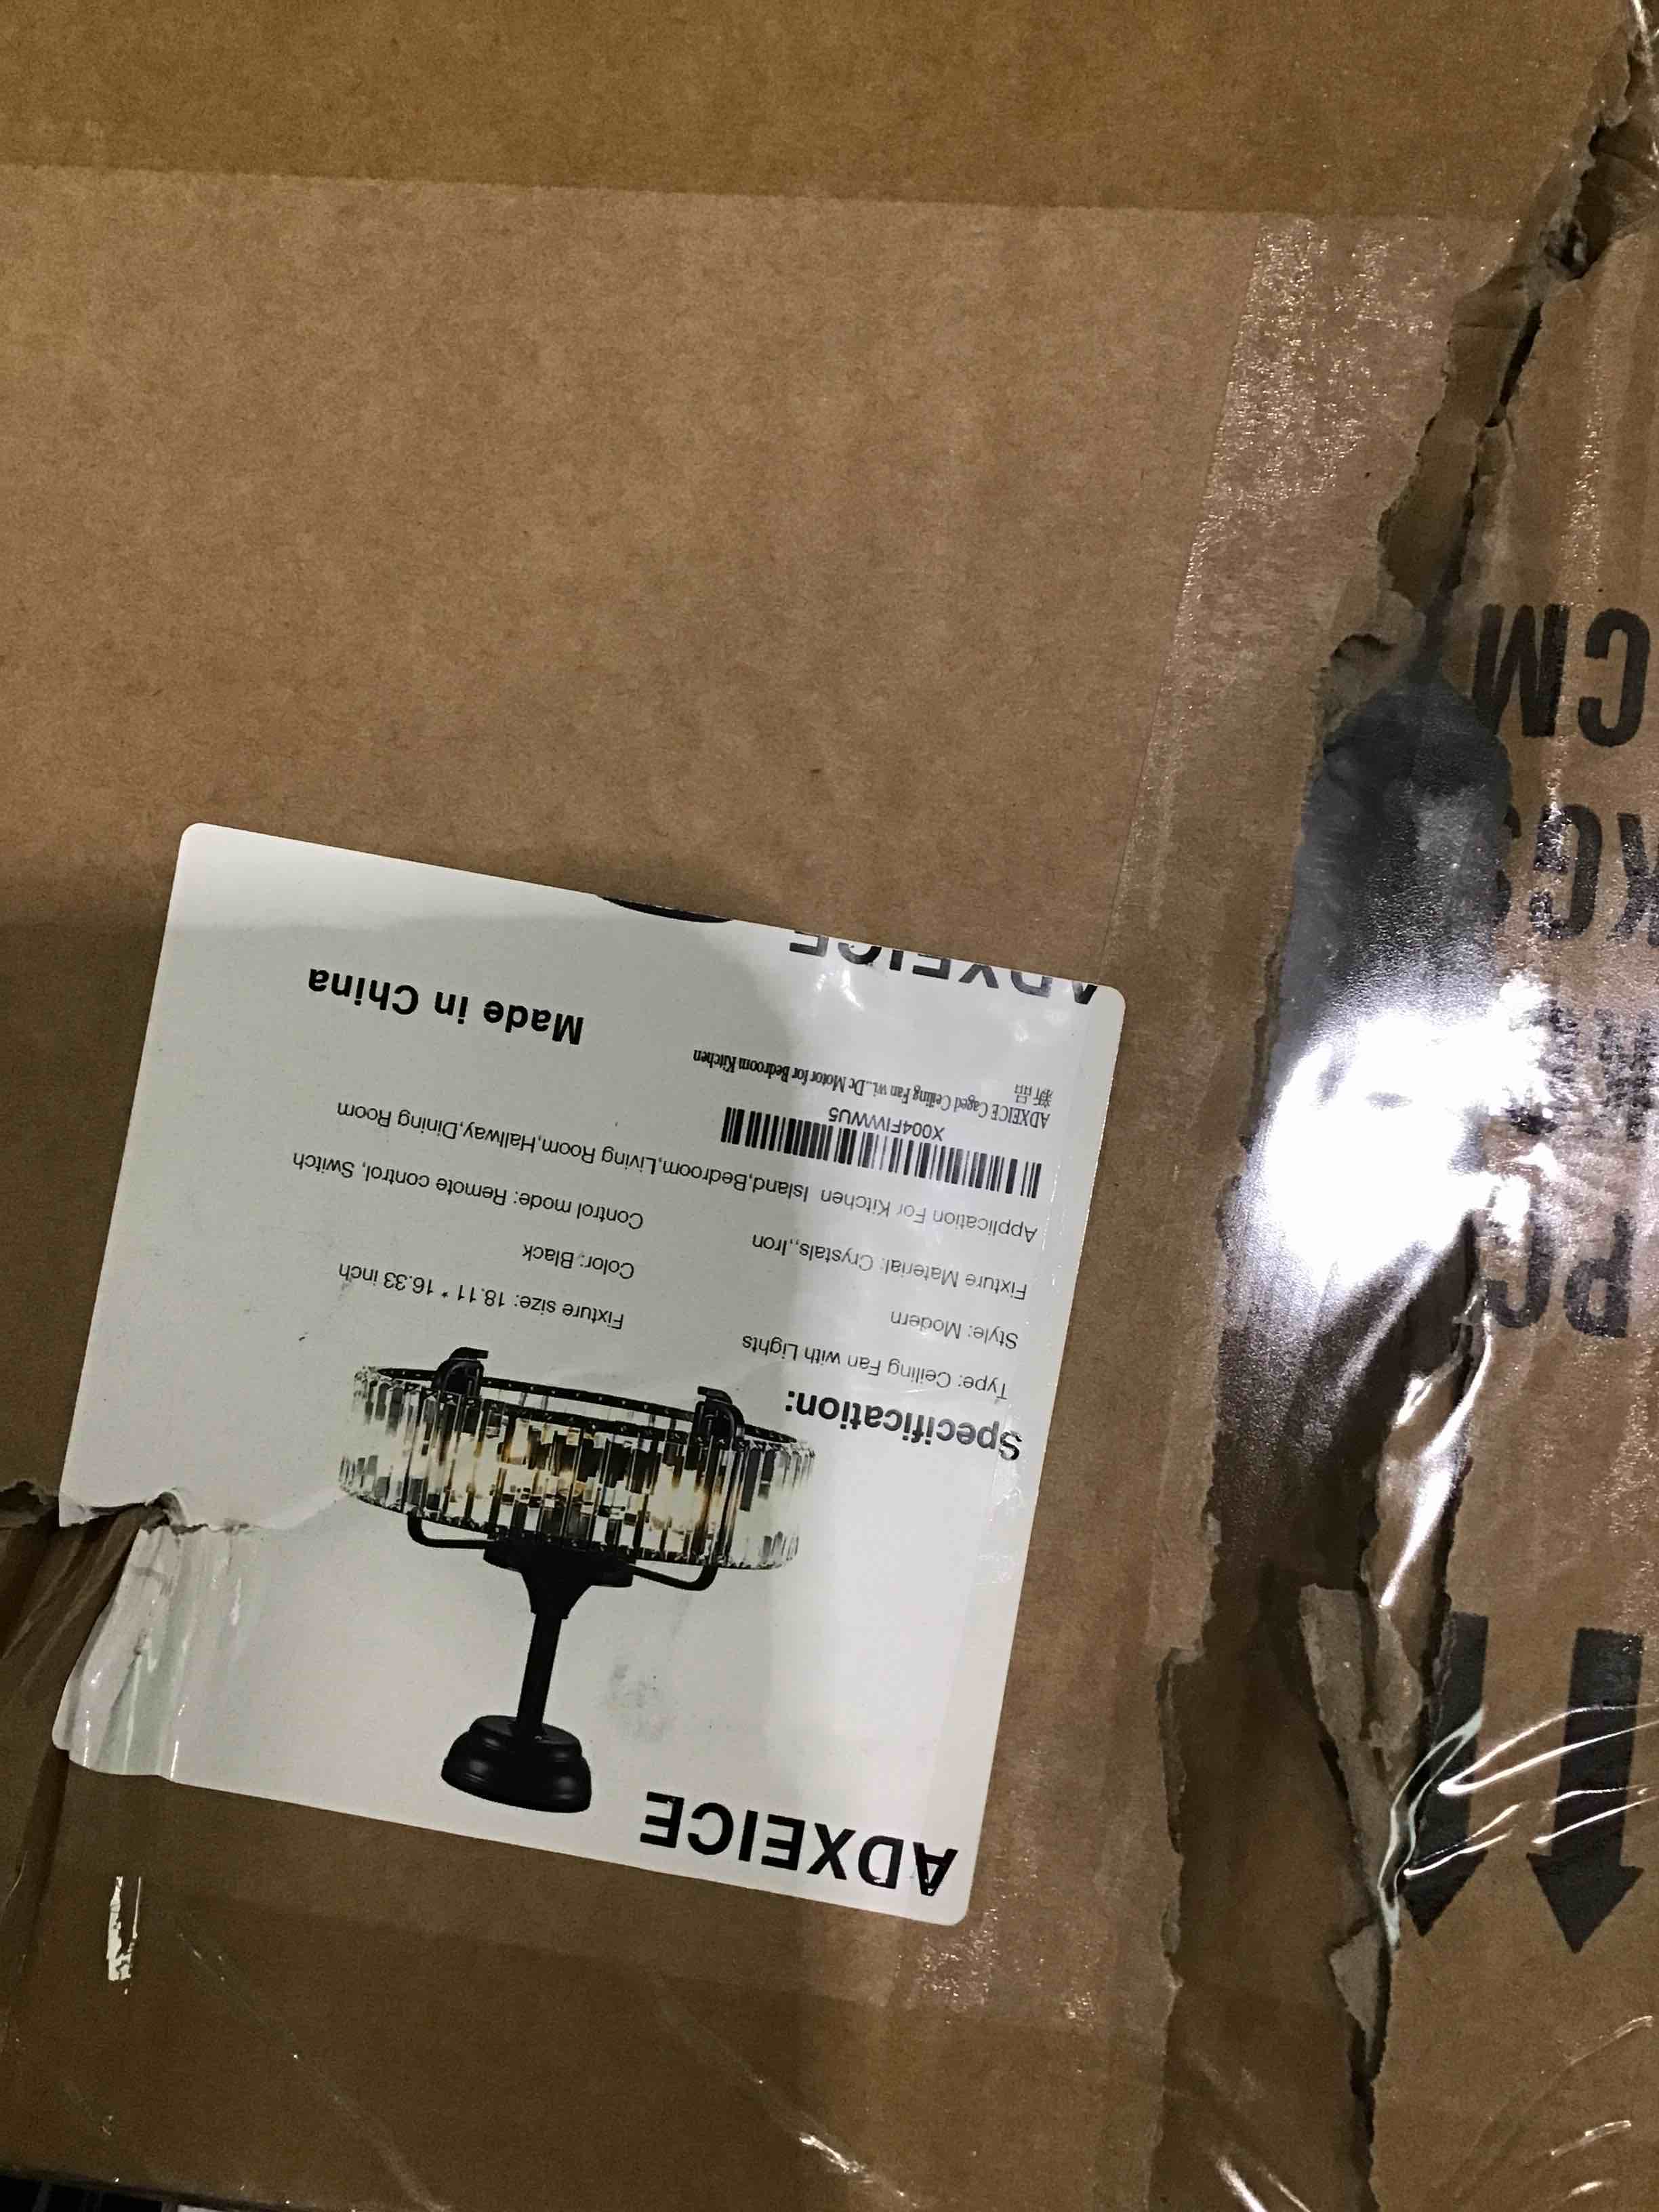 ADXEICE
Specification:
Type: Ceiling Fan with Lights
Style: Modern
Fixture Material: Crystals,,Iron
Fixture size: 18.11 * 16.33 inch
Color: Black
Control mode: Remote control, Switch
Application For Kitchen Island,Bedroom,Living Room,Hallway,Dining Room
X004FIWWU5
ADXEICE Caged Ceiling Fan wi...Dc Motor for Bedroom Kitchen
新品
Made in China
ADXEICE
PC
KGS
CM